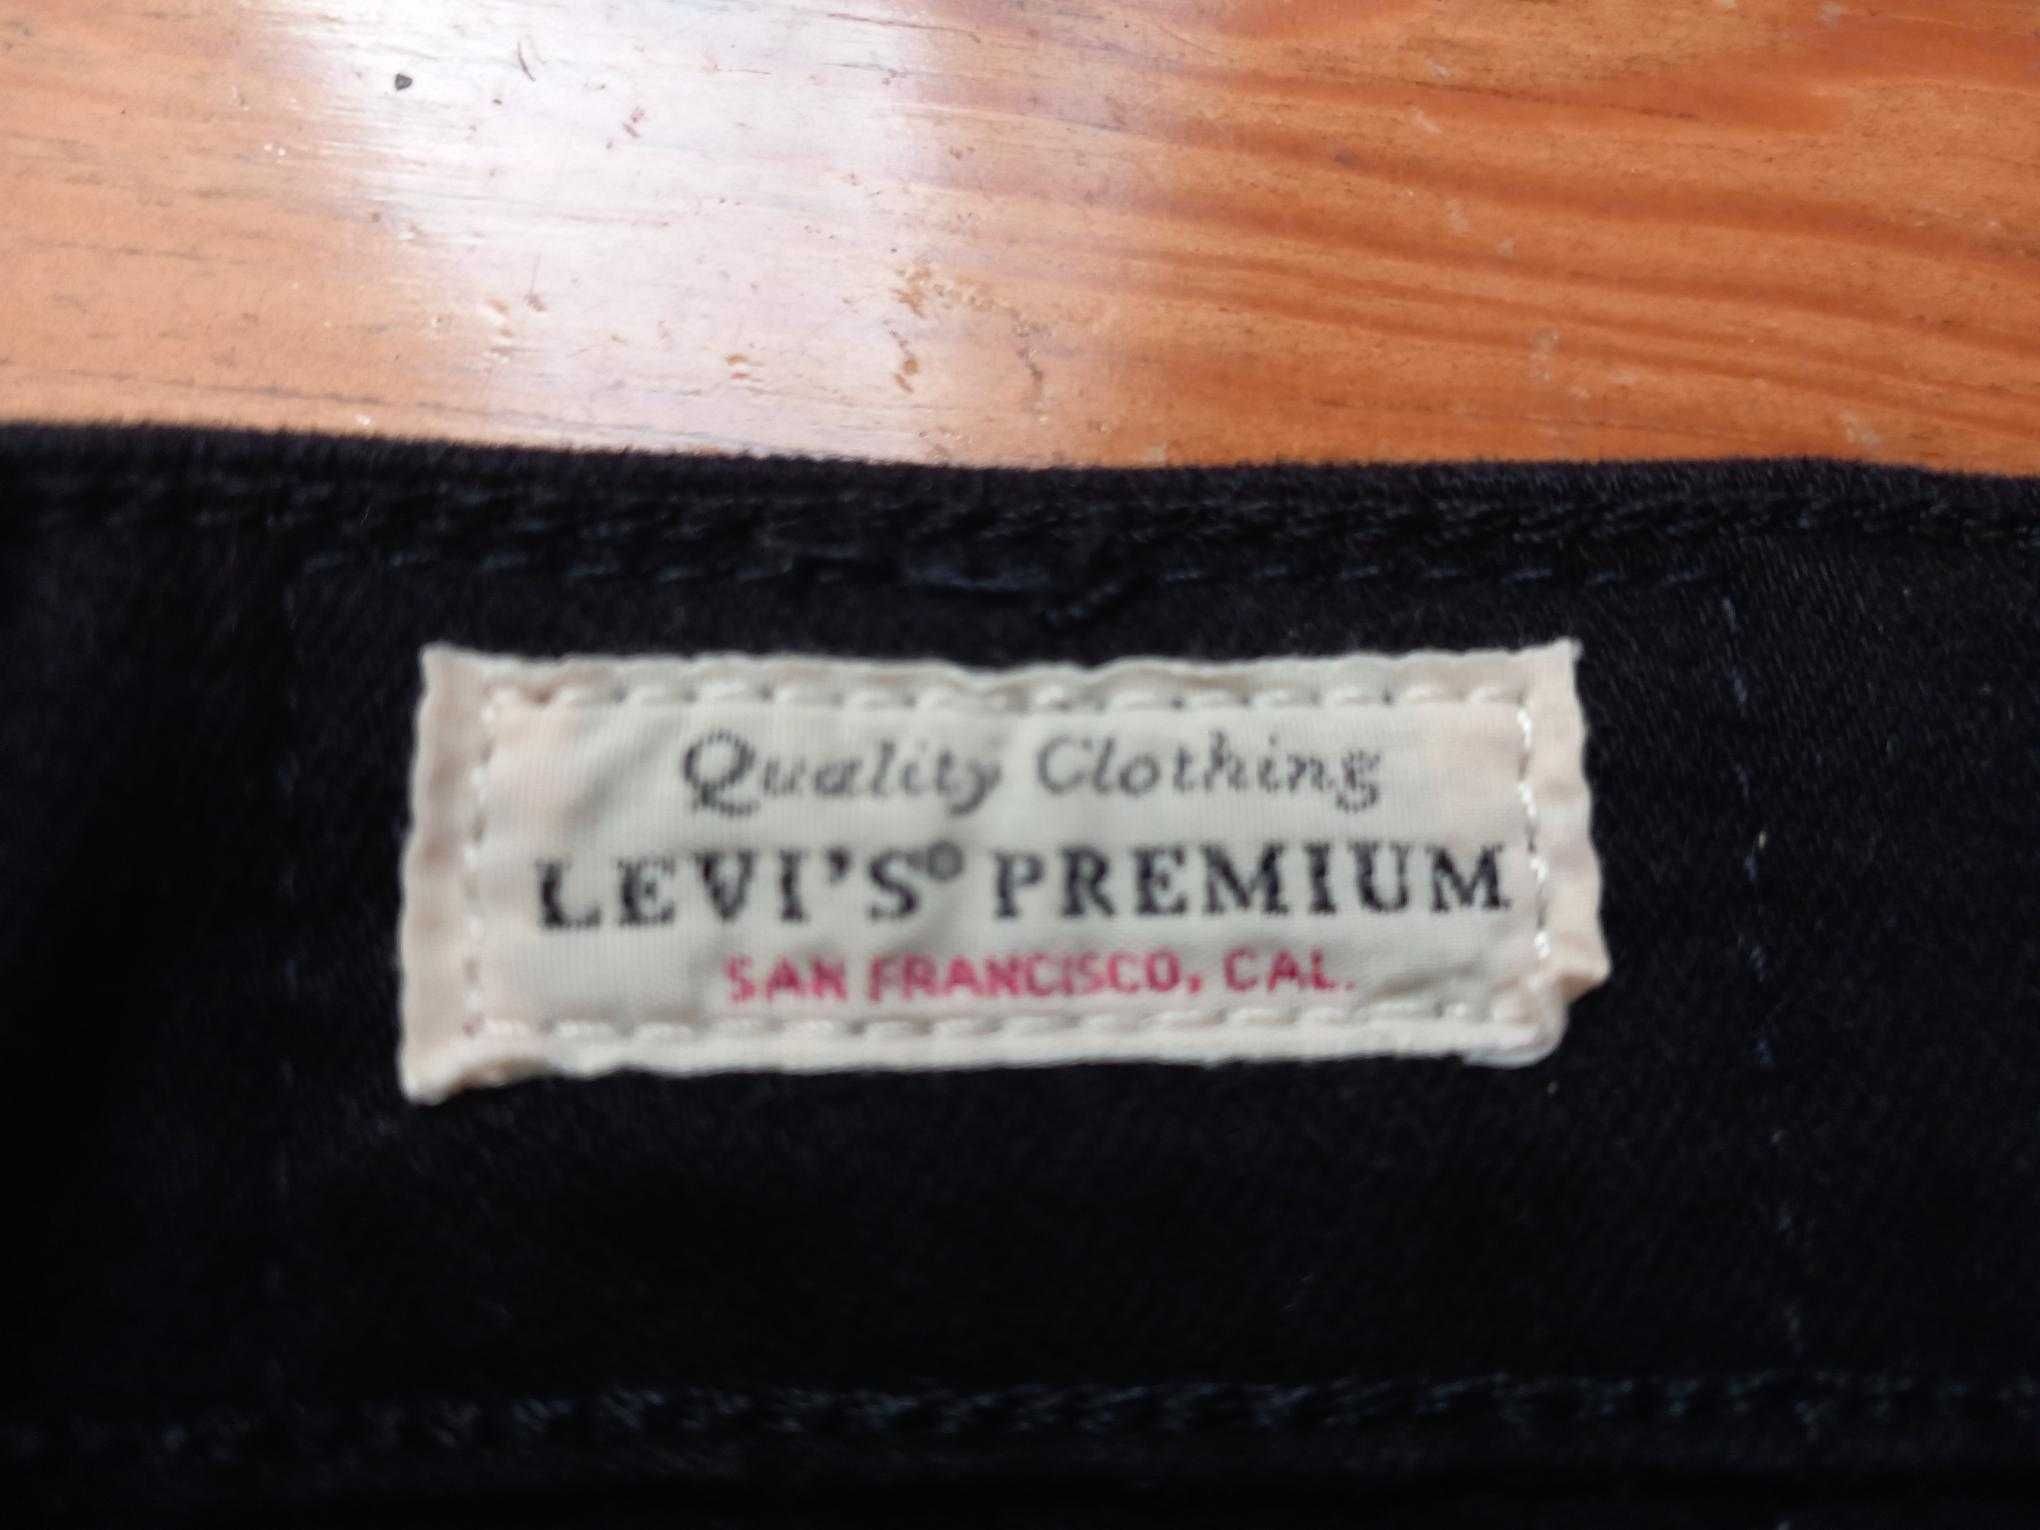 Quality Clothing
LEVI'S® PREMIUM
SAN FRANCISCO, CAL.